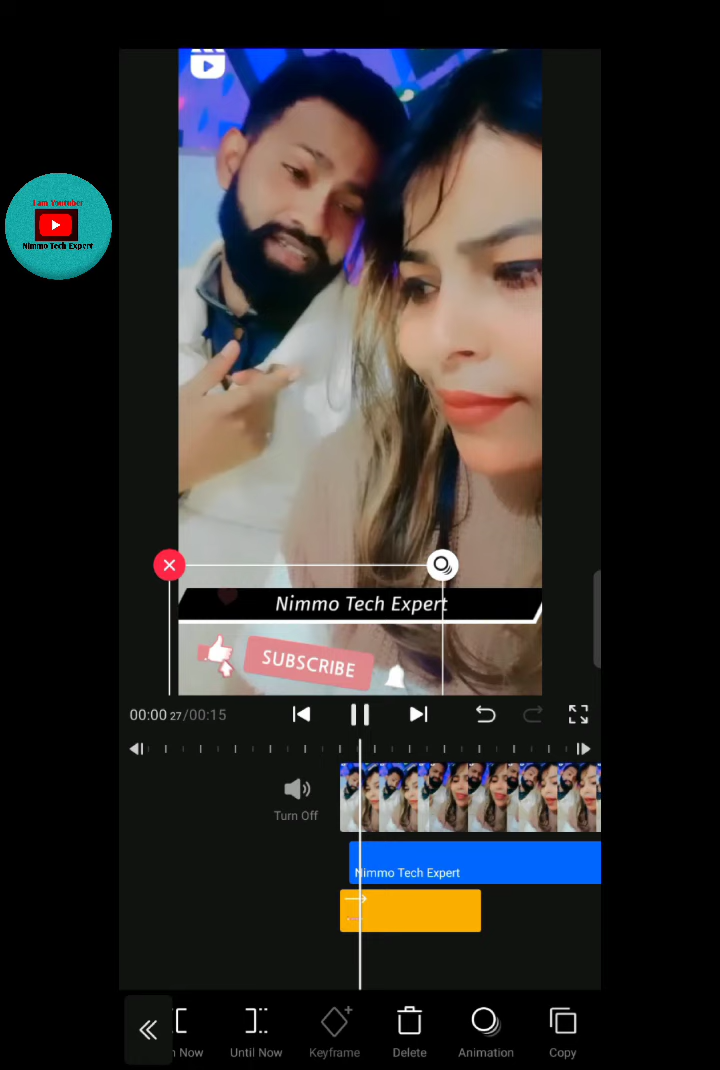 I am Youtuber
Nimmo Tech Expert
Nimmo Tech Expert
SUBSCRIBE
00:00 27/00:15
Turn Off
Nimmo Tech Expert
Now
Until Now
Keyframe
Delete
Animation
Copy